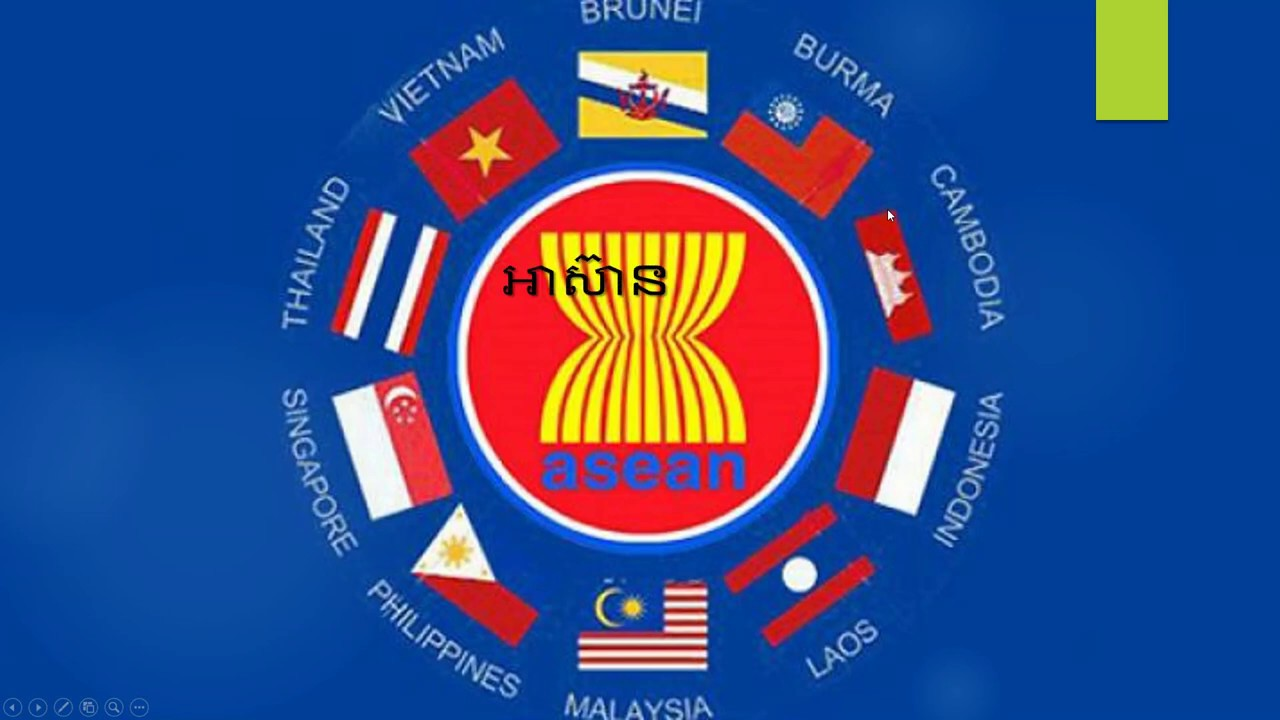 BRUNEI
BURMA
CAMBODIA
INDONESIA
LAOS
MALAYSIA
PHILIPPINES
SINGAPORE
THAILAND
VIETNAM
អាស៊ាន
asean